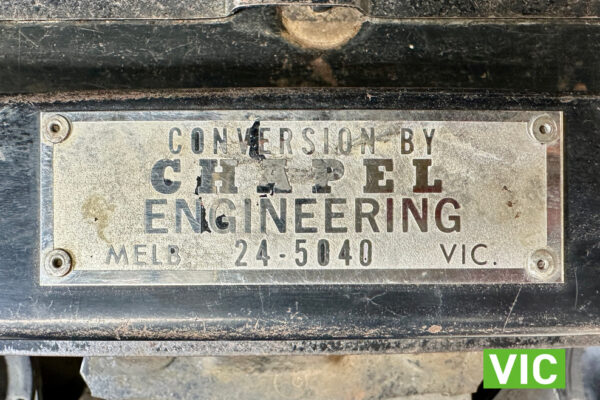 CONVERSION BY
CHAPEL
ENGINEERING
MELB 24-5040 VIC.
VIC